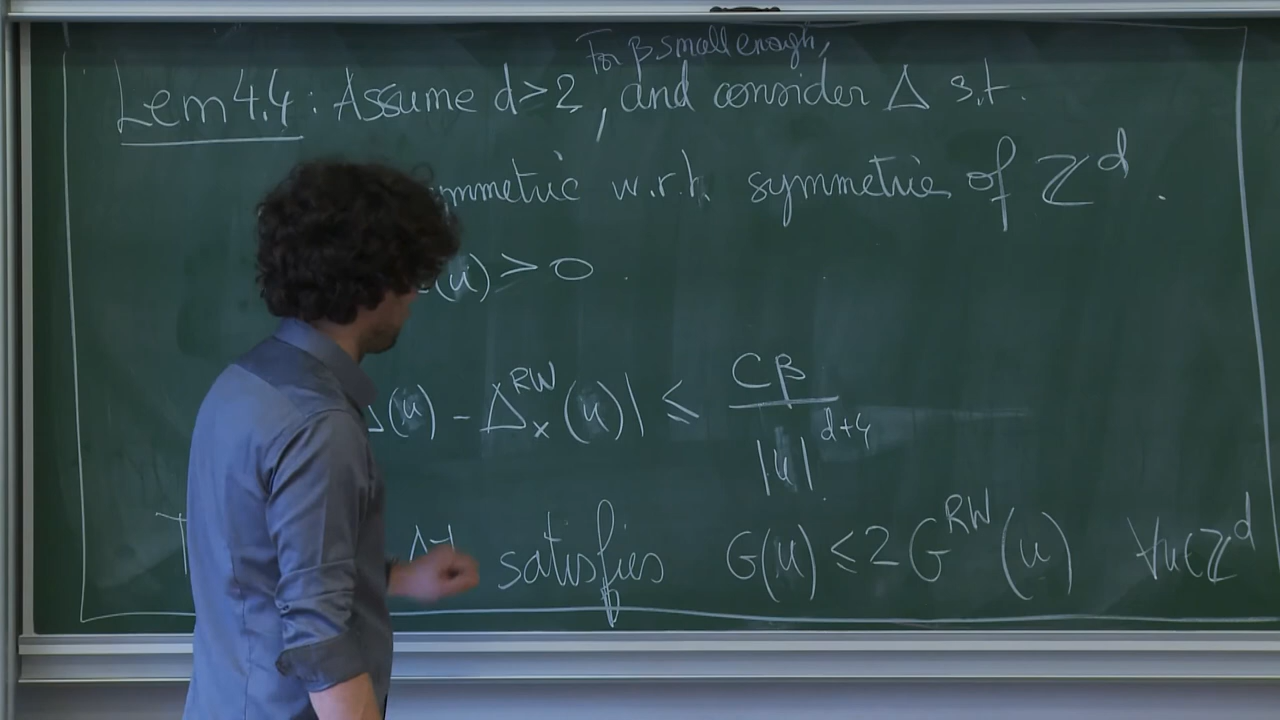 For β small enough,
Lem 4.4 : Assume d>2, and consider Δ s.t.
mmetric w.r.t. symmetrie of ℤ^d.
(u) > 0.
Δ(u) - Δ_x^{RW}(u)| ≤ Cβ / |u|^{d+4}.
T satisfies G(u) ≤ 2 G^{RW}(u) ∀u∈ℤ^d